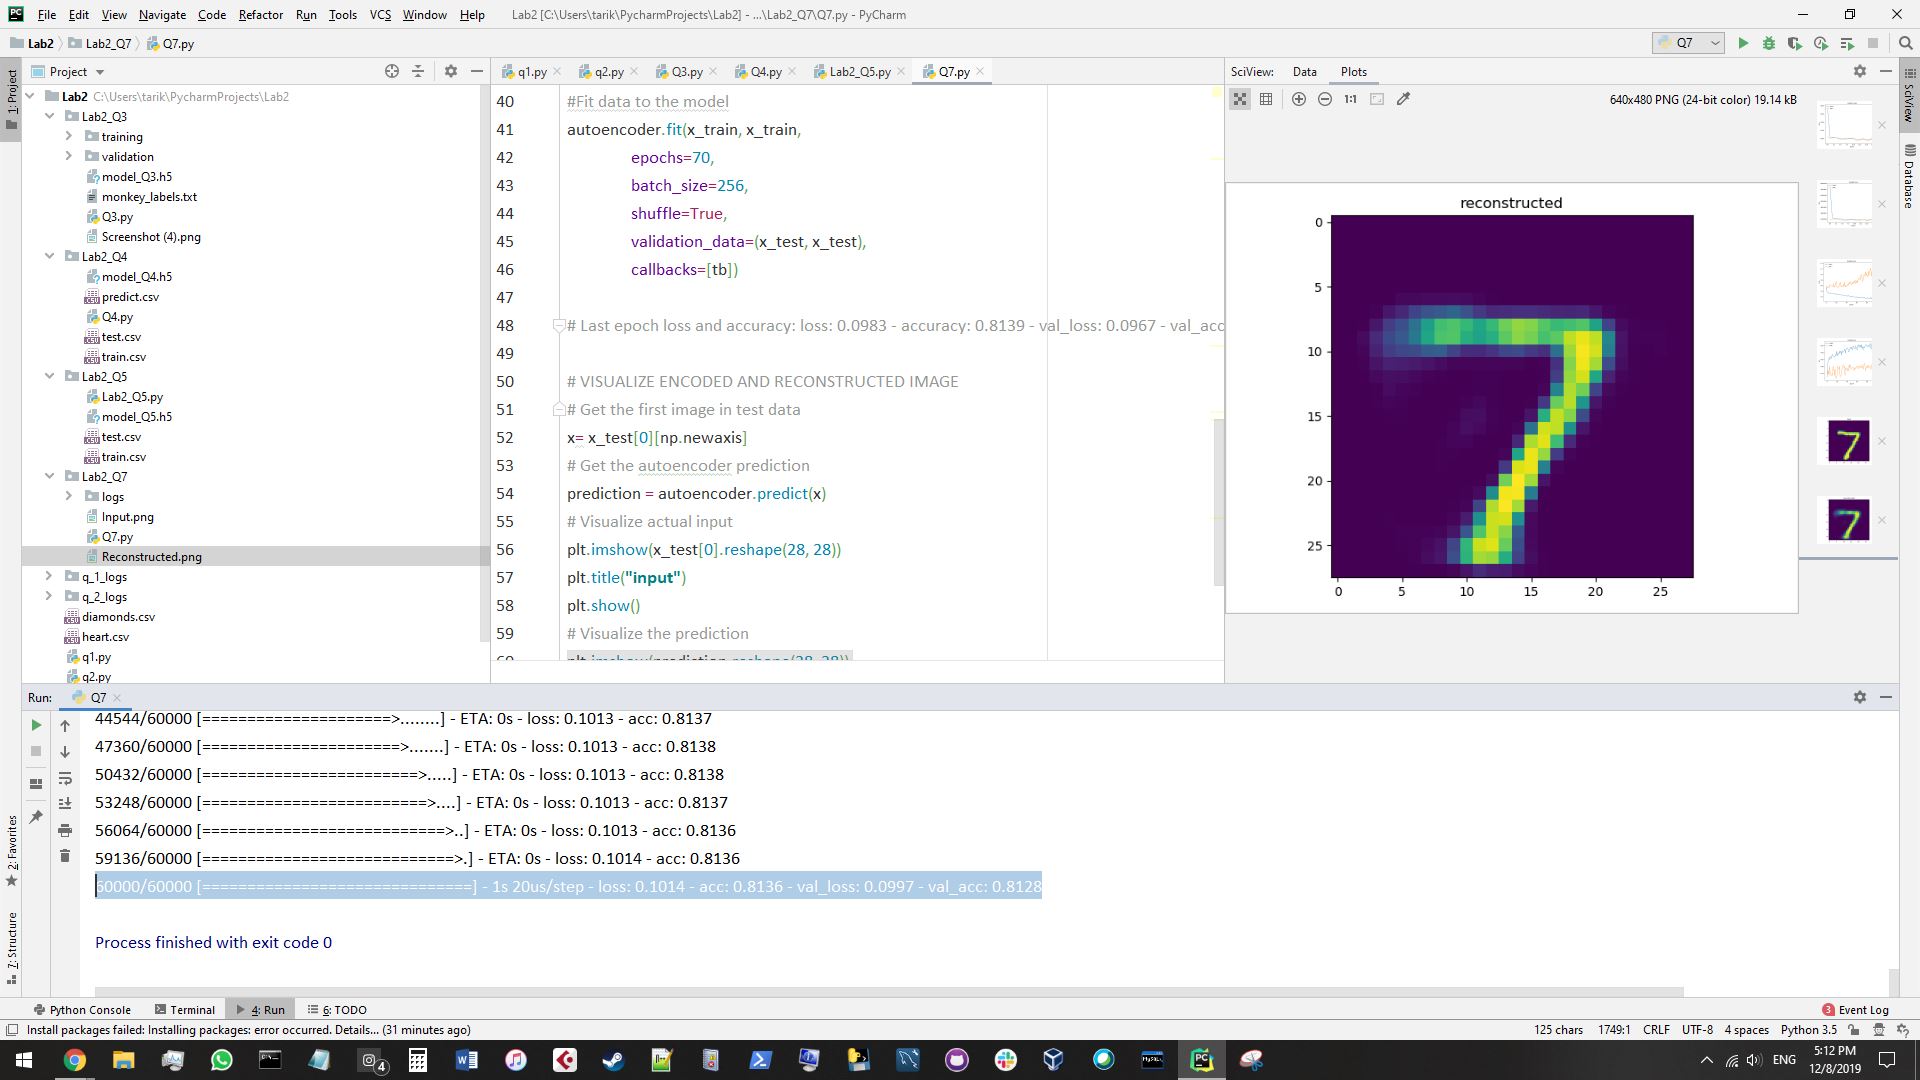 File Edit View Navigate Code Refactor Run Tools VCS Window Help Lab2 [C:\Users\tarik\PycharmProjects\Lab2] - ...\Lab2_Q7\Q7.py - PyCharm
Lab2 Lab2_Q7 Q7.py
Q7
Project
q1.py q2.py Q3.py Q4.py Lab2_Q5.py Q7.py
SciView: Data Plots
1:1
640x480 PNG (24-bit color) 19.14 kB
1: Project
Lab2 C:\Users\tarik\PycharmProjects\Lab2
Lab2_Q3
training
validation
model_Q3.h5
monkey_labels.txt
Q3.py
Screenshot (4).png
Lab2_Q4
model_Q4.h5
predict.csv
Q4.py
test.csv
train.csv
Lab2_Q5
Lab2_Q5.py
model_Q5.h5
test.csv
train.csv
Lab2_Q7
logs
Input.png
Q7.py
Reconstructed.png
q_1_logs
q_2_logs
diamonds.csv
heart.csv
q1.py
q2.py
40 #Fit data to the model
41 autoencoder.fit(x_train, x_train,
42 epochs=70,
43 batch_size=256,
44 shuffle=True,
45 validation_data=(x_test, x_test),
46 callbacks=[tb])
47
48 # Last epoch loss and accuracy: loss: 0.0983 - accuracy: 0.8139 - val_loss: 0.0967 - val_acc
49
50 # VISUALIZE ENCODED AND RECONSTRUCTED IMAGE
51 # Get the first image in test data
52 x= x_test[0][np.newaxis]
53 # Get the autoencoder prediction
54 prediction = autoencoder.predict(x)
55 # Visualize actual input
56 plt.imshow(x_test[0].reshape(28, 28))
57 plt.title("input")
58 plt.show()
59 # Visualize the prediction
60 plt.imshow(prediction.reshape(28, 28))
reconstructed
0
5
10
15
20
25
0 5 10 15 20 25
SciView
Database
Run: Q7
44544/60000 [=====================>........] - ETA: 0s - loss: 0.1013 - acc: 0.8137
47360/60000 [======================>.......] - ETA: 0s - loss: 0.1013 - acc: 0.8138
50432/60000 [========================>.....] - ETA: 0s - loss: 0.1013 - acc: 0.8138
53248/60000 [=========================>....] - ETA: 0s - loss: 0.1013 - acc: 0.8137
56064/60000 [===========================>..] - ETA: 0s - loss: 0.1013 - acc: 0.8136
59136/60000 [============================>.] - ETA: 0s - loss: 0.1014 - acc: 0.8136
60000/60000 [==============================] - 1s 20us/step - loss: 0.1014 - acc: 0.8136 - val_loss: 0.0997 - val_acc: 0.8128
Process finished with exit code 0
2: Favorites
7: Structure
Python Console Terminal 4: Run 6: TODO
3 Event Log
Install packages failed: Installing packages: error occurred. Details... (31 minutes ago)
125 chars 1749:1 CRLF UTF-8 4 spaces Python 3.5
4
ENG
5:12 PM
12/8/2019